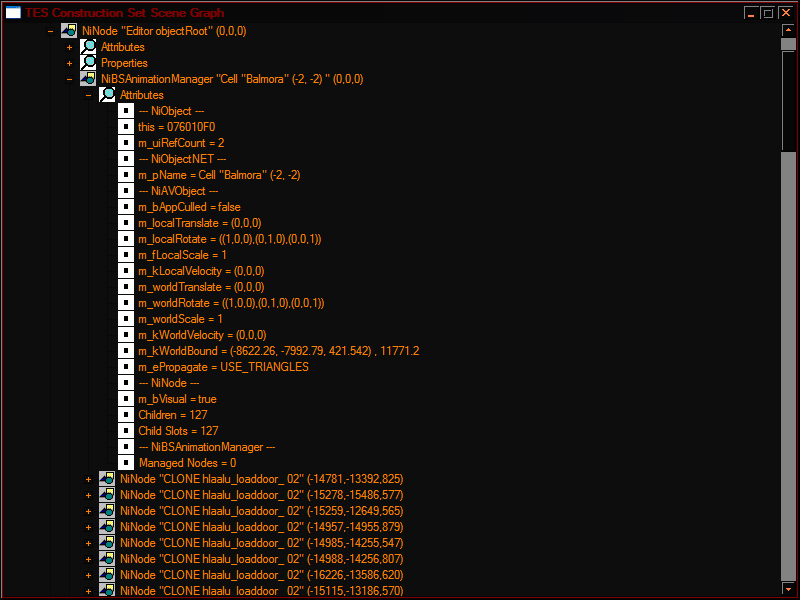 TES Construction Set Scene Graph
NiNode "Editor objectRoot" (0,0,0)
Attributes
Properties
NiBSAnimationManager "Cell "Balmora" (-2, -2) " (0,0,0)
Attributes
--- NiObject ---
this = 076010F0
m_uiRefCount = 2
--- NiObjectNET ---
m_pName = Cell "Balmora" (-2, -2)
--- NiAVObject ---
m_bAppCulled = false
m_localTranslate = (0,0,0)
m_localRotate = ((1,0,0),(0,1,0),(0,0,1))
m_fLocalScale = 1
m_kLocalVelocity = (0,0,0)
m_worldTranslate = (0,0,0)
m_worldRotate = ((1,0,0),(0,1,0),(0,0,1))
m_worldScale = 1
m_kWorldVelocity = (0,0,0)
m_kWorldBound = (-8622.26, -7992.79, 421.542) , 11771.2
m_ePropagate = USE_TRIANGLES
--- NiNode ---
m_bVisual = true
Children = 127
Child Slots = 127
--- NiBSAnimationManager ---
Managed Nodes = 0
NiNode "CLONE hlaalu_loaddoor_ 02" (-14781,-13392,825)
NiNode "CLONE hlaalu_loaddoor_ 02" (-15278,-15486,577)
NiNode "CLONE hlaalu_loaddoor_ 02" (-15259,-12649,565)
NiNode "CLONE hlaalu_loaddoor_ 02" (-14957,-14955,879)
NiNode "CLONE hlaalu_loaddoor_ 02" (-14985,-14255,547)
NiNode "CLONE hlaalu_loaddoor_ 02" (-14988,-14256,807)
NiNode "CLONE hlaalu_loaddoor_ 02" (-16226,-13586,620)
NiNode "CLONE hlaalu_loaddoor_ 02" (-15115,-13186,570)